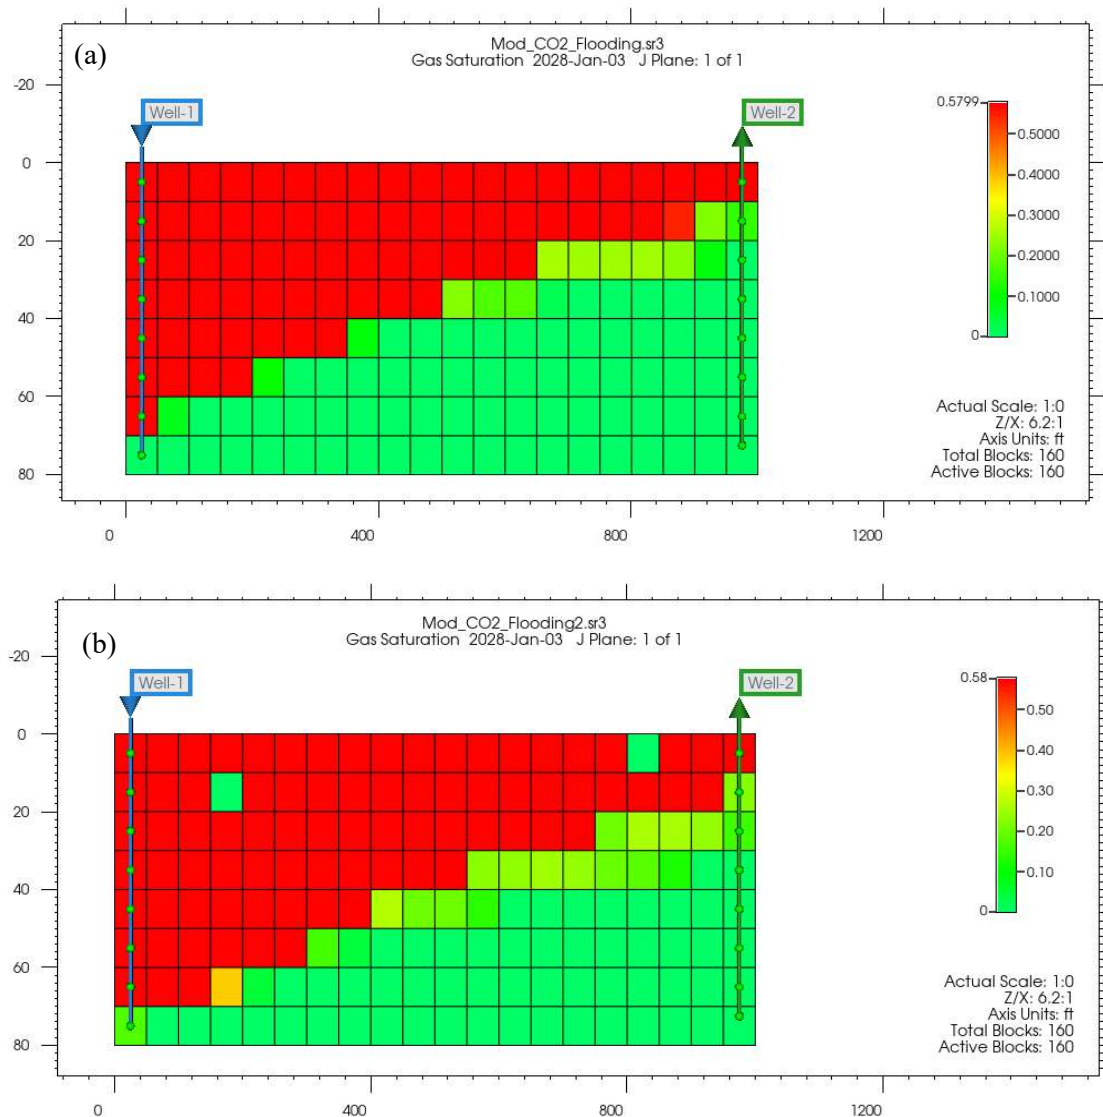 (a)
Mod_CO2_Flooding.sr3
Gas Saturation 2028-Jan-03 J Plane: 1 of 1
-20
Well-1
Well-2
0.5799
0.5000
0.4000
0.3000
0.2000
0.1000
0
0
20
40
60
80
Actual Scale: 1:0
Z/X: 6.2:1
Axis Units: ft
Total Blocks: 160
Active Blocks: 160
0
400
800
1200
(b)
Mod_CO2_Flooding2.sr3
Gas Saturation 2028-Jan-03 J Plane: 1 of 1
-20
Well-1
Well-2
0.58
0.50
0.40
0.30
0.20
0.10
0
0
20
40
60
80
Actual Scale: 1:0
Z/X: 6.2:1
Axis Units: ft
Total Blocks: 160
Active Blocks: 160
0
400
800
1200